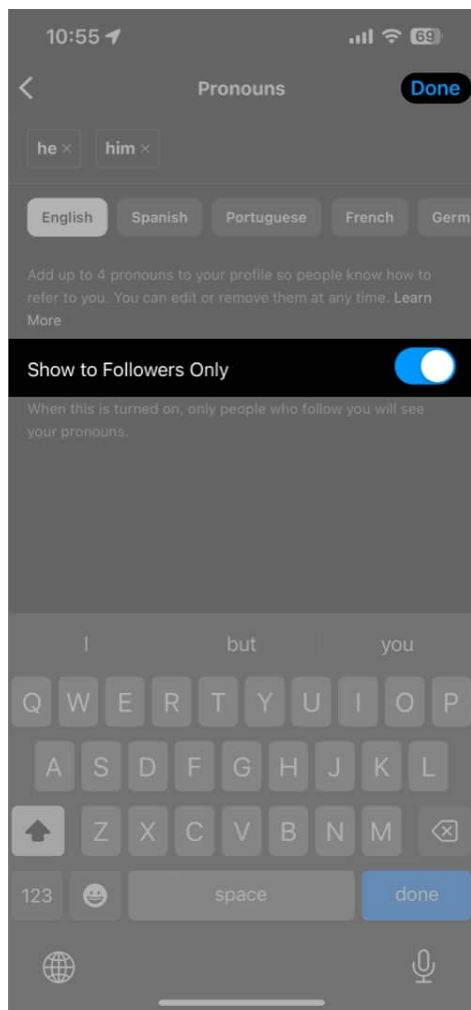 10:55
69
Pronouns
Done
he ×
him ×
English
Spanish
Portuguese
French
Germ
Add up to 4 pronouns to your profile so people know how to
refer to you. You can edit or remove them at any time. Learn
More
Show to Followers Only
When this is turned on, only people who follow you will see
your pronouns.
I
but
you
Q W E R T Y U I O P
A S D F G H J K L
Z X C V B N M
123
space
done